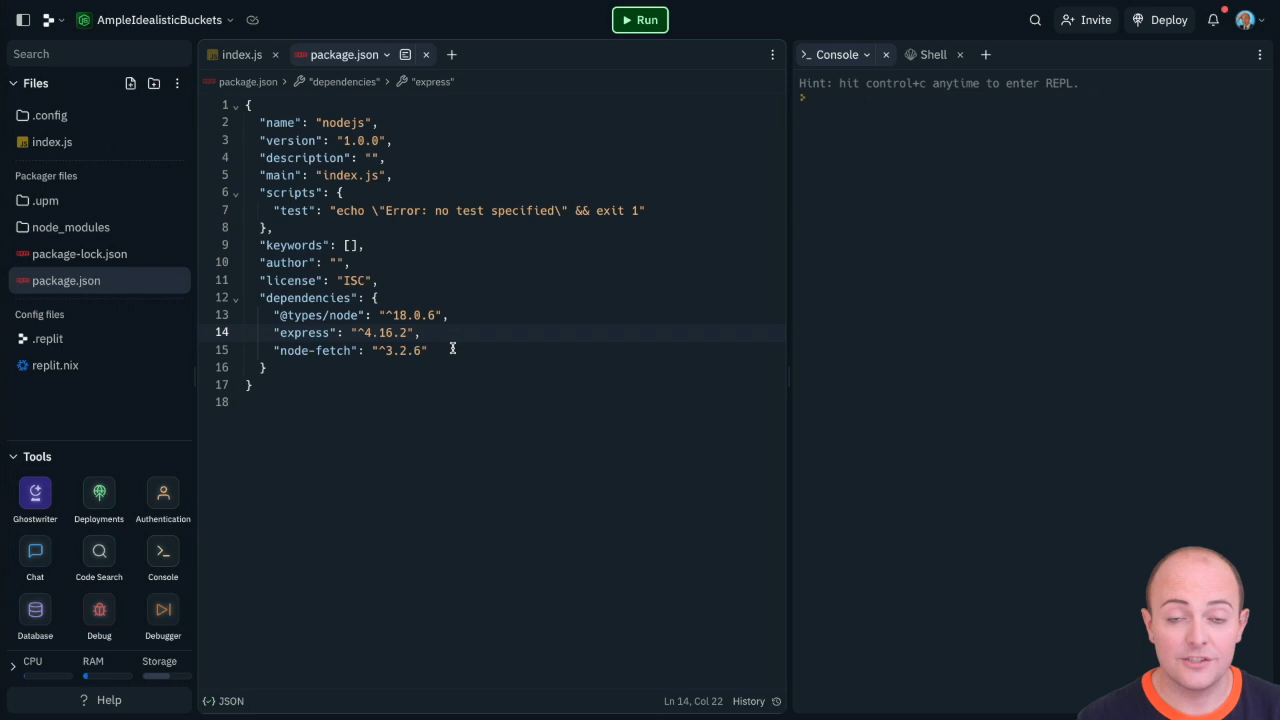 AmpleIdealisticBuckets
Run
Invite
Deploy
Search
Files
.config
index.js
Packager files
.upm
node_modules
package-lock.json
package.json
Config files
.replit
replit.nix
Tools
Ghostwriter
Deployments
Authentication
Chat
Code Search
Console
Database
Debug
Debugger
CPU
RAM
Storage
? Help
JS index.js
package.json
package.json > "dependencies" > "express"
1 {
2 "name": "nodejs",
3 "version": "1.0.0",
4 "description": "",
5 "main": "index.js",
6 "scripts": {
7 "test": "echo \"Error: no test specified\" && exit 1"
8 },
9 "keywords": [],
10 "author": "",
11 "license": "ISC",
12 "dependencies": {
13 "@types/node": "^18.0.6",
14 "express": "^4.16.2",
15 "node-fetch": "^3.2.6"
16 }
17 }
18
{} JSON
Ln 14, Col 22
History
Console
Shell
Hint: hit control+c anytime to enter REPL.